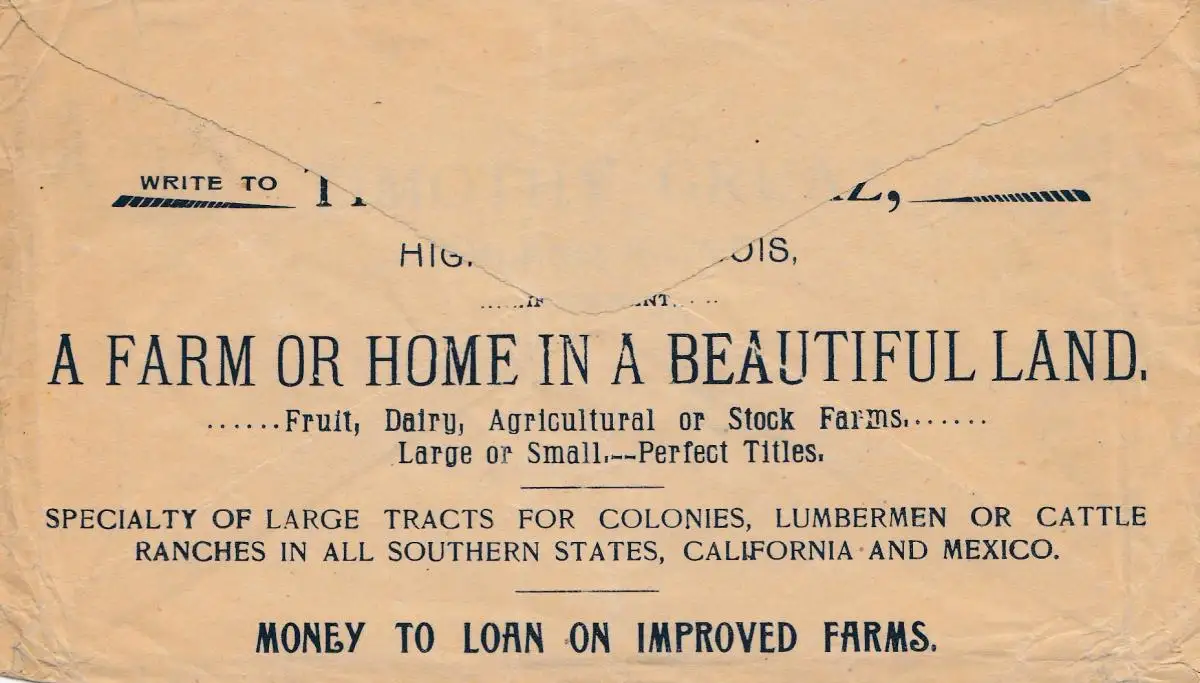 WRITE TO
A FARM OR HOME IN A BEAUTIFUL LAND.
......Fruit, Dairy, Agricultural or Stock Farms.......
Large or Small.--Perfect Titles.
SPECIALTY OF LARGE TRACTS FOR COLONIES, LUMBERMEN OR CATTLE
RANCHES IN ALL SOUTHERN STATES, CALIFORNIA AND MEXICO.
MONEY TO LOAN ON IMPROVED FARMS.